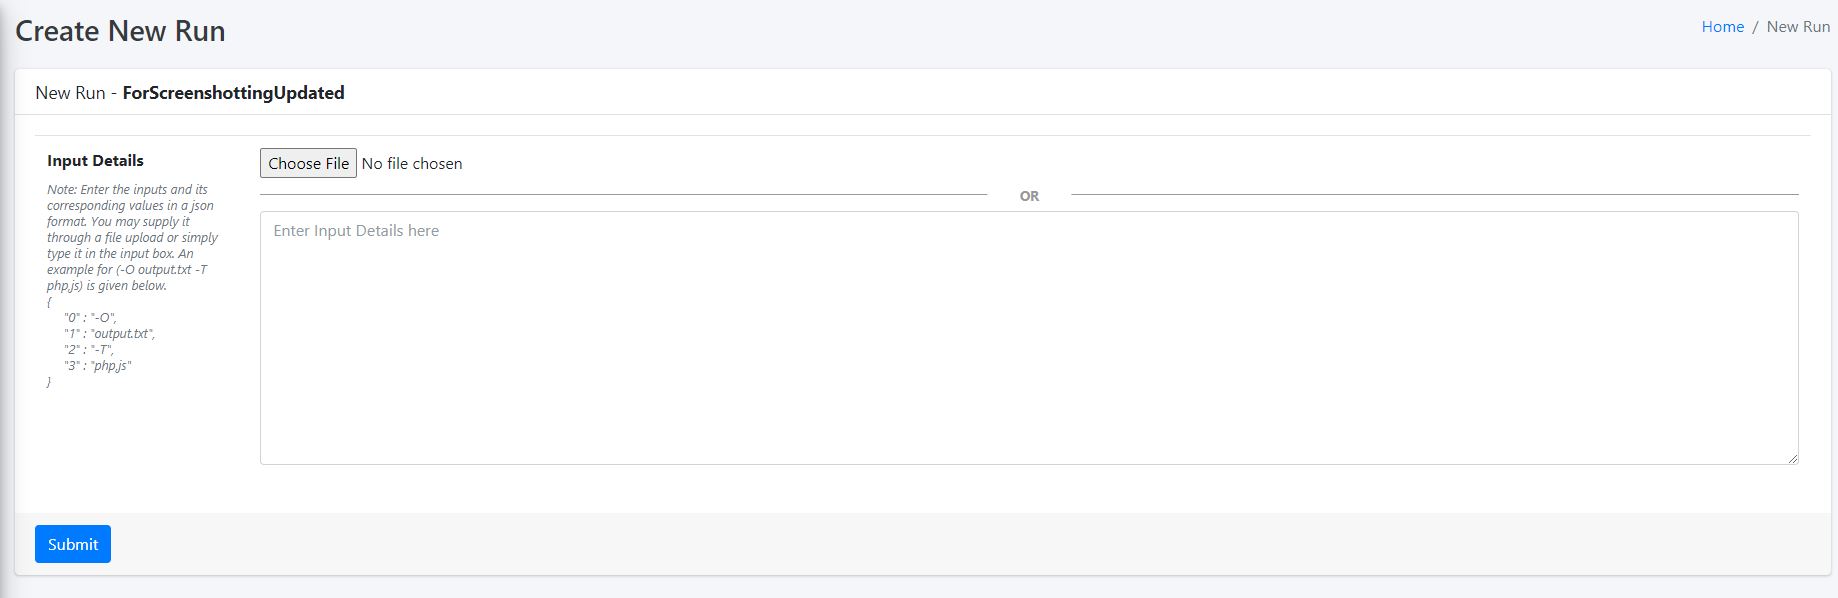 Create New Run
Home / New Run
New Run - ForScreenshottingUpdated
Input Details
Note: Enter the inputs and its
corresponding values in a json
format. You may supply it
through a file upload or simply
type it in the input box. An
example for (-O output.txt -T
php,js) is given below.
{
"0" : "-O",
"1" : "output.txt",
"2" : "-T",
"3" : "php,js"
}
Choose File No file chosen
OR
Enter Input Details here
Submit